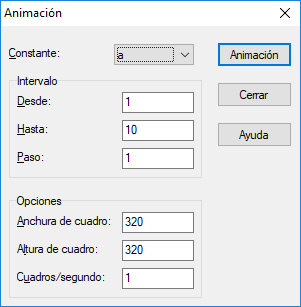 Animación
Constante: a Animación
Intervalo
Desde: 1 Cerrar
Hasta: 10
Paso: 1 Ayuda
Opciones
Anchura de cuadro: 320
Altura de cuadro: 320
Cuadros/segundo: 1